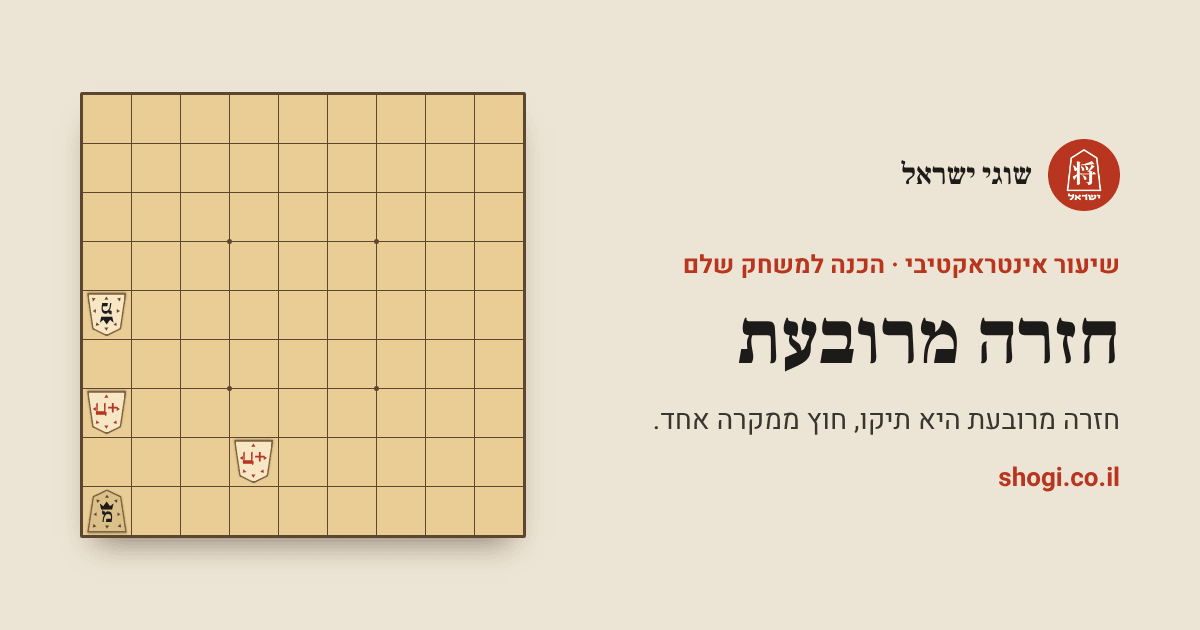 שוגי ישראל
将
ישראל
שיעור אינטראקטיבי · הכנה למשחק שלם
חזרה מרובעת
חזרה מרובעת היא תיקו, חוץ ממקרה אחד.
shogi.co.il
מ
מ